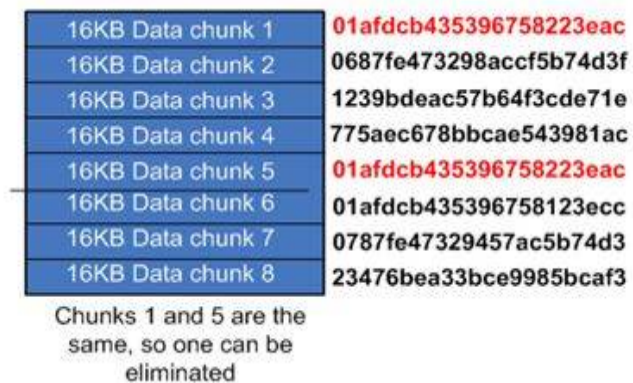 16KB Data chunk 1 01afdcb435396758223eac
16KB Data chunk 2 0687fe473298accf5b74d3f
16KB Data chunk 3 1239bdeac57b64f3cde71e
16KB Data chunk 4 775aec678bbcae543981ac
16KB Data chunk 5 01afdcb435396758223eac
16KB Data chunk 6 01afdcb435396758123ecc
16KB Data chunk 7 0787fe47329457ac5b74d3
16KB Data chunk 8 23476bea33bce9985bcaf3
Chunks 1 and 5 are the
same, so one can be
eliminated